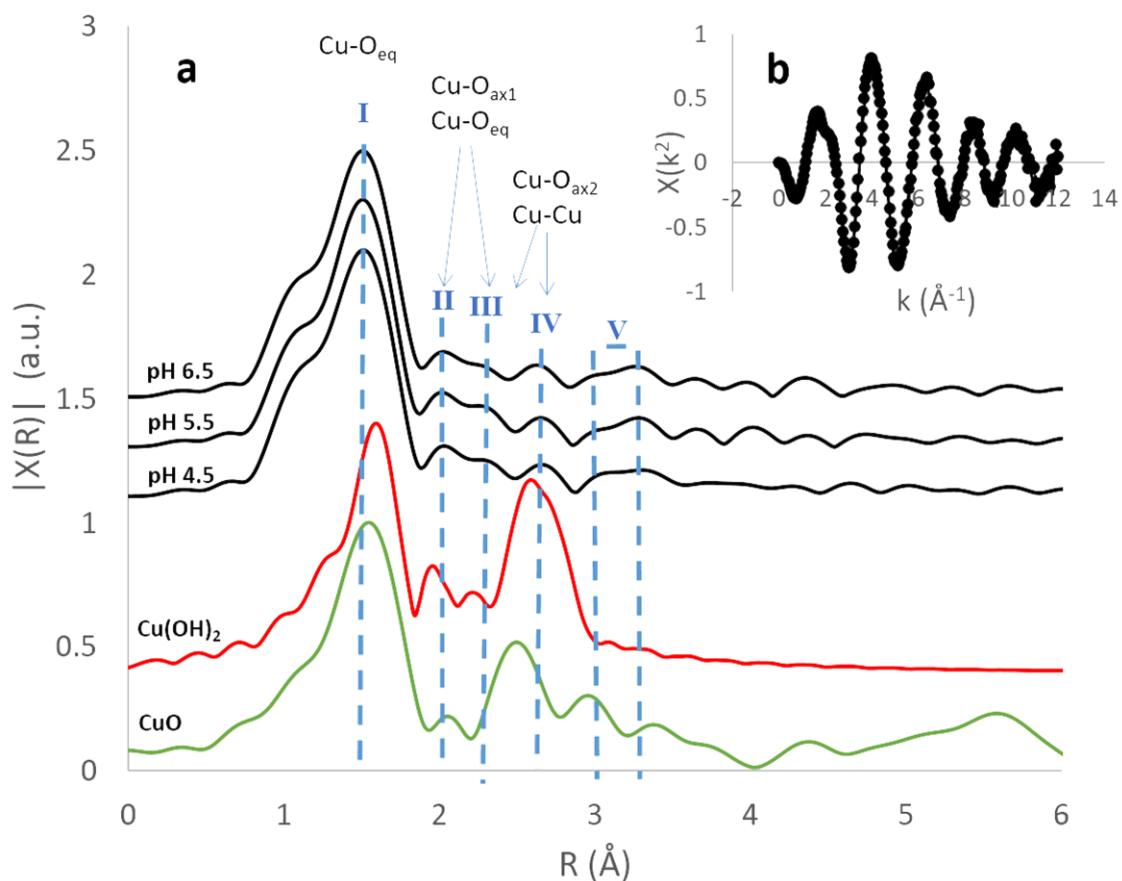 a
Cu-Oeq
Cu-Oax1
Cu-Oeq
Cu-Oax2
Cu-Cu
I
II
III
IV
V
pH 6.5
pH 5.5
pH 4.5
Cu(OH)2
CuO
|X(R)| (a.u.)
3
2.5
2
1.5
1
0.5
0
0 1 2 3 4 5 6
R (Å)
b
X(k²)
1
0.5
0
-0.5
-1
-2 0 2 4 6 8 10 12 14
k (Å⁻¹)